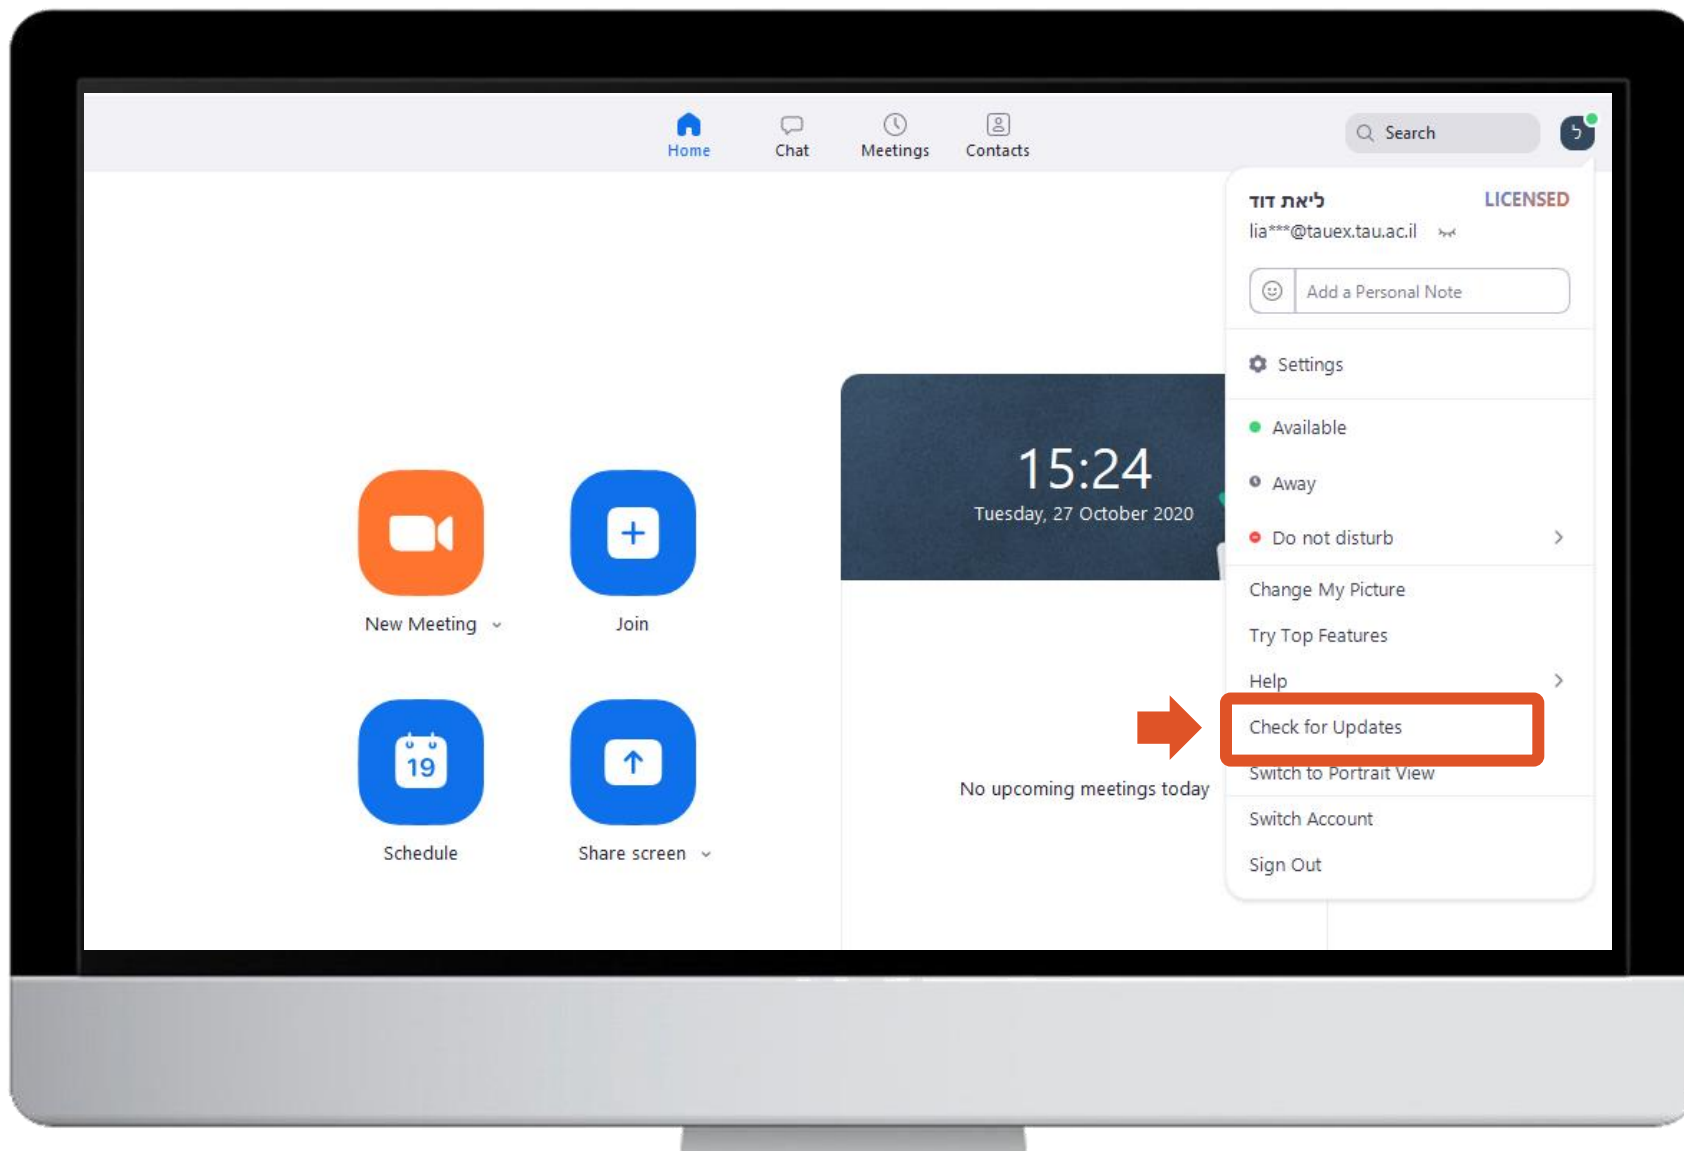 Home
Chat
Meetings
Contacts
Search
ל
ליאת דוד
LICENSED
lia***@tauex.tau.ac.il
Add a Personal Note
Settings
Available
Away
Do not disturb
Change My Picture
Try Top Features
Help
Check for Updates
Switch to Portrait View
Switch Account
Sign Out
15:24
Tuesday, 27 October 2020
No upcoming meetings today
New Meeting
Join
19
Schedule
Share screen